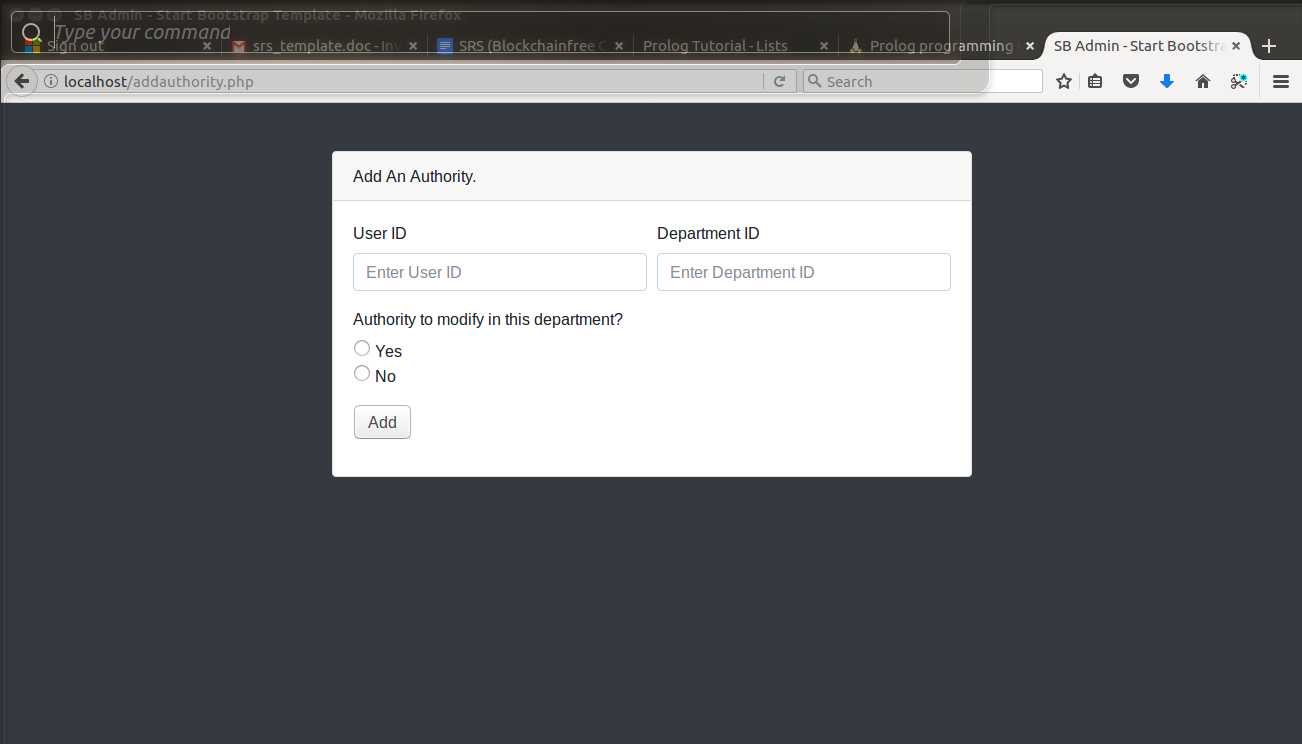 SB Admin - Start Bootstrap Template - Mozilla Firefox
Type your command
Sign out
srs_template.doc - Inv
SRS (Blockchainfree C
Prolog Tutorial - Lists
Prolog programming
SB Admin - Start Bootstra
localhost/addauthority.php
Search
Add An Authority.
User ID
Department ID
Enter User ID
Enter Department ID
Authority to modify in this department?
Yes
No
Add